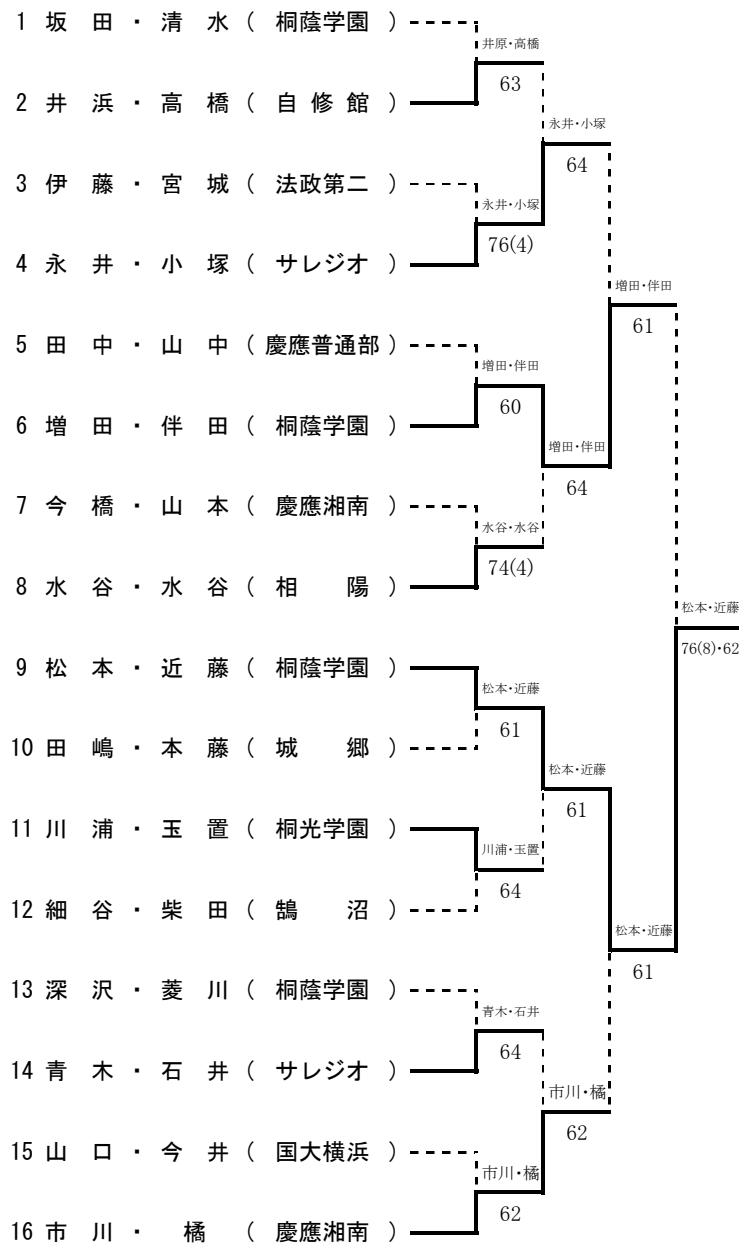 1 坂 田 ・ 清 水 ( 桐蔭学園 )
井原・高橋
63
2 井 浜 ・ 高 橋 ( 自 修 館 )
永井・小塚
64
3 伊 藤 ・ 宮 城 ( 法政第二 )
永井・小塚
76(4)
4 永 井 ・ 小 塚 ( サレジオ )
増田・伴田
61
5 田 中 ・ 山 中 ( 慶應普通部 )
増田・伴田
60
6 増 田 ・ 伴 田 ( 桐蔭学園 )
増田・伴田
64
7 今 橋 ・ 山 本 ( 慶應湘南 )
水谷・水谷
74(4)
8 水 谷 ・ 水 谷 ( 相 陽 )
松本・近藤
76(8)・62
9 松 本 ・ 近 藤 ( 桐蔭学園 )
松本・近藤
61
10 田 嶋 ・ 本 藤 ( 城 郷 )
松本・近藤
61
11 川 浦 ・ 玉 置 ( 桐光学園 )
川浦・玉置
64
12 細 谷 ・ 柴 田 ( 鵠 沼 )
松本・近藤
61
13 深 沢 ・ 菱 川 ( 桐蔭学園 )
青木・石井
64
14 青 木 ・ 石 井 ( サレジオ )
市川・橘
62
15 山 口 ・ 今 井 ( 国大横浜 )
市川・橘
62
16 市 川 ・ 橘 ( 慶應湘南 )